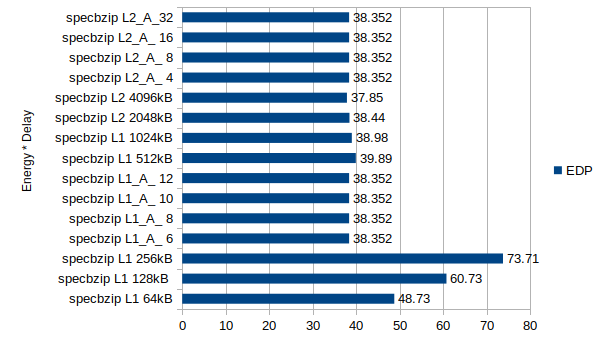 Energy * Delay
specbzip L2_A_32 38.352
specbzip L2_A_ 16 38.352
specbzip L2_A_ 8 38.352
specbzip L2_A_ 4 38.352
specbzip L2 4096kB 37.85
specbzip L2 2048kB 38.44
specbzip L1 1024kB 38.98
specbzip L1 512kB 39.89
specbzip L1_A_ 12 38.352
specbzip L1_A_ 10 38.352
specbzip L1_A_ 8 38.352
specbzip L1_A_ 6 38.352
specbzip L1 256kB 73.71
specbzip L1 128kB 60.73
specbzip L1 64kB 48.73
0 10 20 30 40 50 60 70 80
EDP